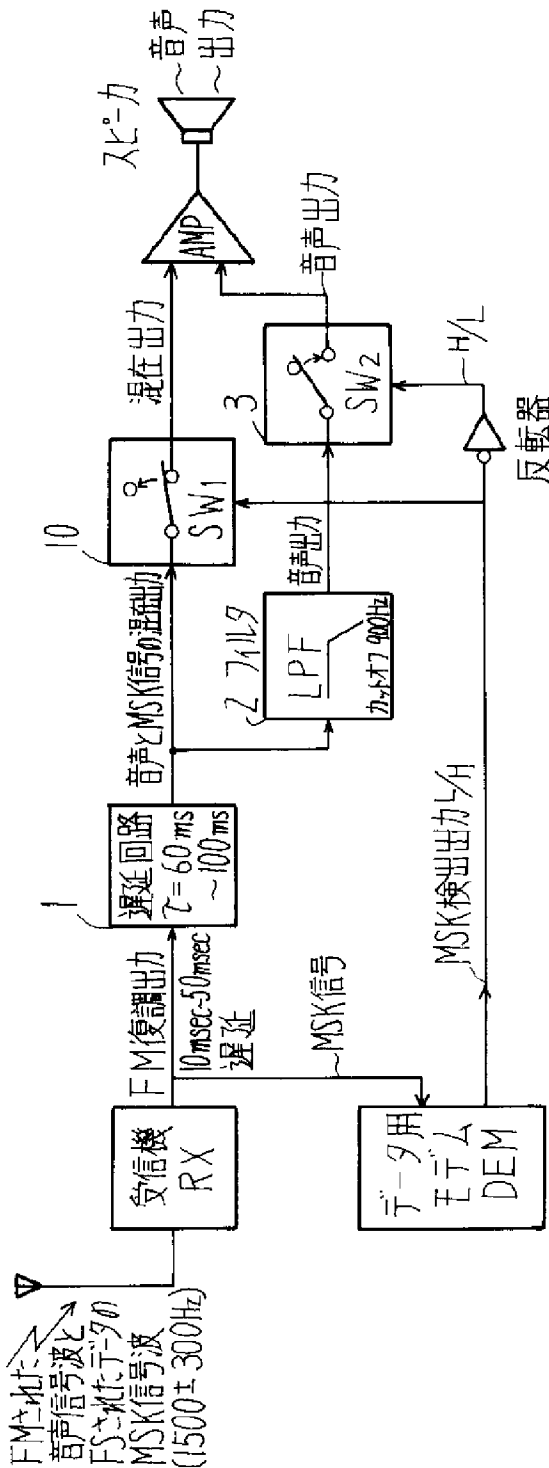 FMされた
音声信号波と
FSされたデータの
MSK信号波
(1500±300Hz)
受信機
RX
FM復調出力
10msec~50msec
遅延
1
遅延回路
τ=60ms
~100ms
音声とMSK信号の混在出力
10
SW1
混在出力
AMP
スピーカ
音声
出力
2 フィルタ
LPF
カットオフ900Hz
音声出力
3
SW2
音声出力
H/L
反転器
MSK信号
データ用
モデム
DEM
MSK検出出力L/H